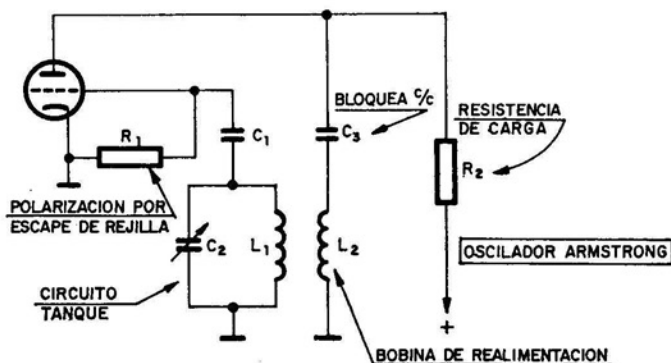 BLOQUEA C/C
RESISTENCIA
DE CARGA
R1
C1
C3
R2
POLARIZACION POR
ESCAPE DE REJILLA
C2
L1
L2
OSCILADOR ARMSTRONG
CIRCUITO
TANQUE
+
BOBINA DE REALIMENTACION